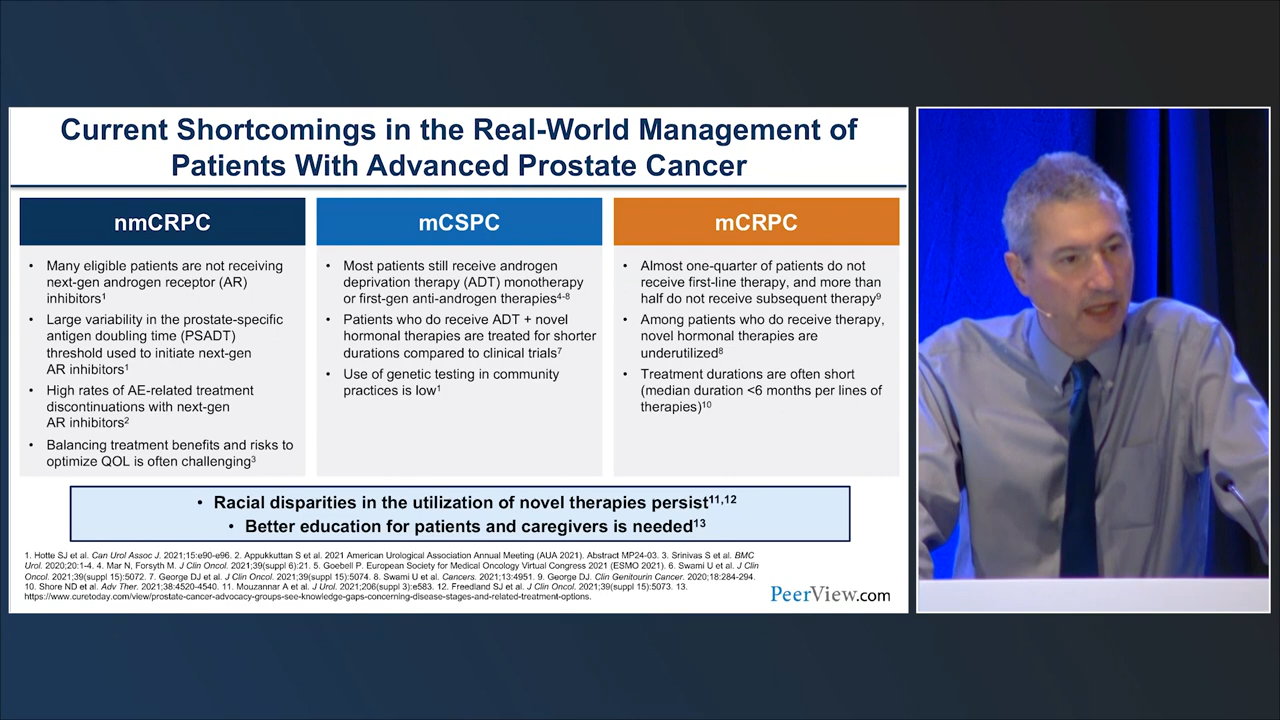 Current Shortcomings in the Real-World Management of
Patients With Advanced Prostate Cancer
nmCRPC
• Many eligible patients are not receiving
next-gen androgen receptor (AR)
inhibitors1
• Large variability in the prostate-specific
antigen doubling time (PSADT)
threshold used to initiate next-gen
AR inhibitors1
• High rates of AE-related treatment
discontinuations with next-gen
AR inhibitors2
• Balancing treatment benefits and risks to
optimize QOL is often challenging3
mCSPC
• Most patients still receive androgen
deprivation therapy (ADT) monotherapy
or first-gen anti-androgen therapies4-8
• Patients who do receive ADT + novel
hormonal therapies are treated for shorter
durations compared to clinical trials7
• Use of genetic testing in community
practices is low1
mCRPC
• Almost one-quarter of patients do not
receive first-line therapy, and more than
half do not receive subsequent therapy9
• Among patients who do receive therapy,
novel hormonal therapies are
underutilized8
• Treatment durations are often short
(median duration <6 months per lines of
therapies)10
• Racial disparities in the utilization of novel therapies persist11,12
• Better education for patients and caregivers is needed13
1. Hotte SJ et al. Can Urol Assoc J. 2021;15:e90-e96. 2. Appukkuttan S et al. 2021 American Urological Association Annual Meeting (AUA 2021). Abstract MP24-03. 3. Srinivas S et al. BMC
Urol. 2020;20:1-4. 4. Mar N, Forsyth M. J Clin Oncol. 2021;39(suppl 6):21. 5. Goebell P. European Society for Medical Oncology Virtual Congress 2021 (ESMO 2021). 6. Swami U et al. J Clin
Oncol. 2021;39(suppl 15):5072. 7. George DJ et al. J Clin Oncol. 2021;39(suppl 15):5074. 8. Swami U et al. Cancers. 2021;13:4951. 9. George DJ. Clin Genitourin Cancer. 2020;18:284-294.
10. Shore ND et al. Adv Ther. 2021;38:4520-4540. 11. Mouzannar A et al. J Urol. 2021;206(suppl 3):e583. 12. Freedland SJ et al. J Clin Oncol. 2021;39(suppl 15):5073. 13.
https://www.curetoday.com/view/prostate-cancer-advocacy-groups-see-knowledge-gaps-concerning-disease-stages-and-related-treatment-options.
PeerView.com